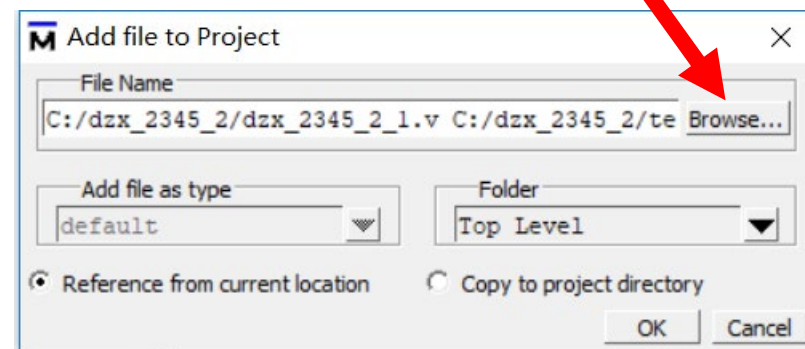 M Add file to Project
File Name
C:/dzx_2345_2/dzx_2345_2_1.v C:/dzx_2345_2/te Browse...
Add file as type
Folder
default
Top Level
Reference from current location
Copy to project directory
OK
Cancel